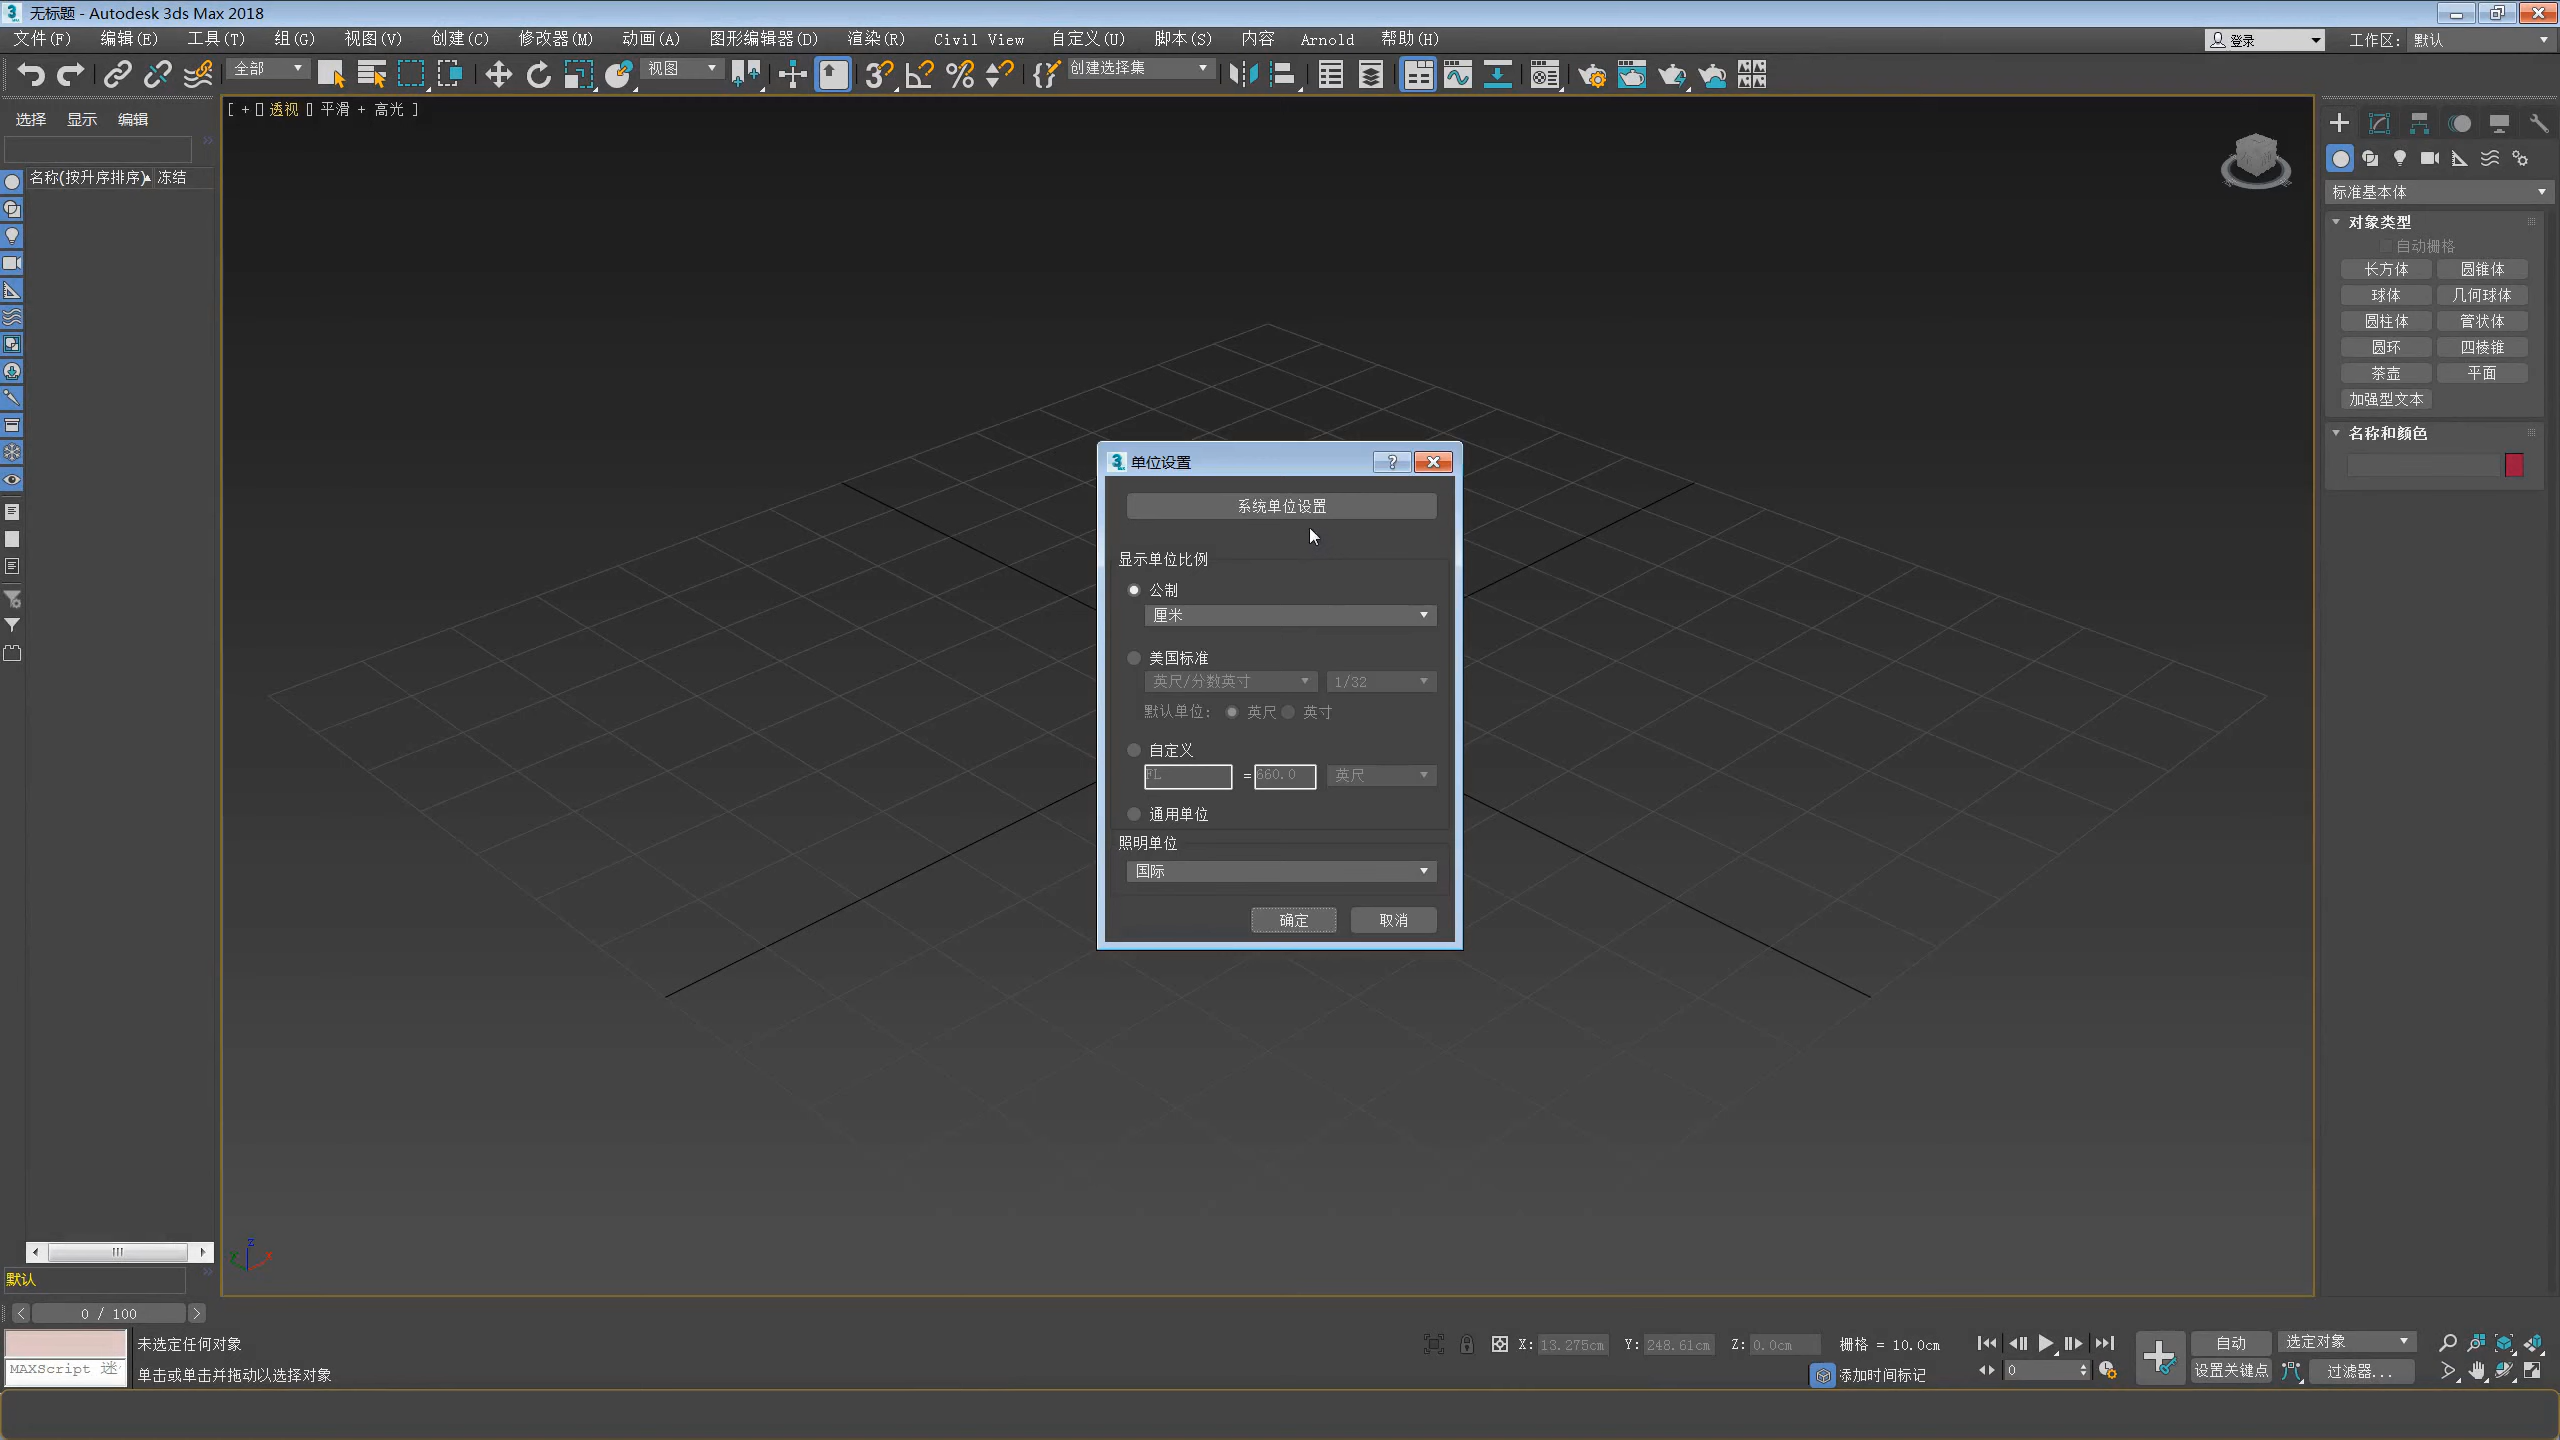 无标题 - Autodesk 3ds Max 2018
文件(F) 编辑(E) 工具(T) 组(G) 视图(V) 创建(C) 修改器(M) 动画(A) 图形编辑器(D) 渲染(R) Civil View 自定义(U) 脚本(S) 内容 Arnold 帮助(H)
登录 工作区: 默认
全部 视图 创建选择集
选择 显示 编辑
[ + ▯ 透视 ▯ 平滑 + 高光 ]
名称(按升序排序) 冻结
标准基本体
对象类型
自动栅格
长方体 圆锥体
球体 几何球体
圆柱体 管状体
圆环 四棱锥
茶壶 平面
加强型文本
名称和颜色
单位设置
系统单位设置
显示单位比例
公制
厘米
美国标准
英尺/分数英寸 1/32
默认单位: 英尺 英寸
自定义
FL =660.0 英尺
通用单位
照明单位
国际
确定 取消
z
x
默认
0 / 100
未选定任何对象
X: 13.275cm Y: 248.61cm Z: 0.0cm 栅格 = 10.0cm
自动 选定对象
MAXScript 迷
单击或单击并拖动以选择对象
添加时间标记
0
设置关键点 过滤器...